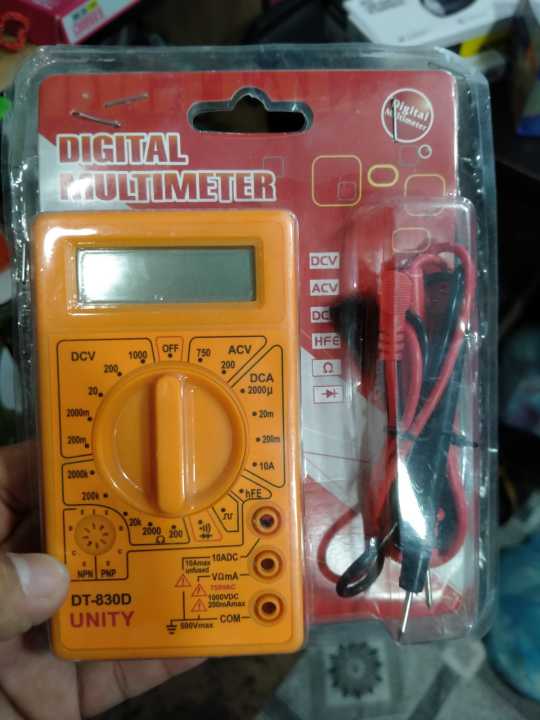 Digital
Multimeter
DIGITAL
MULTIMETER
DCV
ACV
HFE
Ω
DCV
1000
OFF
750
ACV
200
200
20
DCA
2000µ
2000m
20m
200m
200m
2000k
10A
200k
hFE
20k
2000
Ω
200
E
B
C
E
NPN
PNP
10Amax
unfused
10ADC
VΩmA
750VAC
1000VDC
200mAmax
DT-830D
UNITY
500Vmax
COM